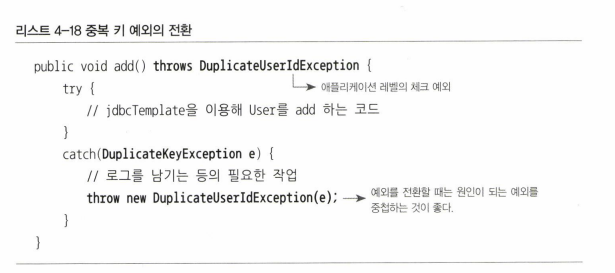 리스트 4-18 중복 키 예외의 전환
public void add() throws DuplicateUserIdException {
애플리케이션 레벨의 체크 예외
try {
// jdbcTemplate을 이용해 User를 add 하는 코드
}
catch(DuplicateKeyException e) {
// 로그를 남기는 등의 필요한 작업
throw new DuplicateUserIdException(e);
예외를 전환할 때는 원인이 되는 예외를
중첩하는 것이 좋다.
}
}